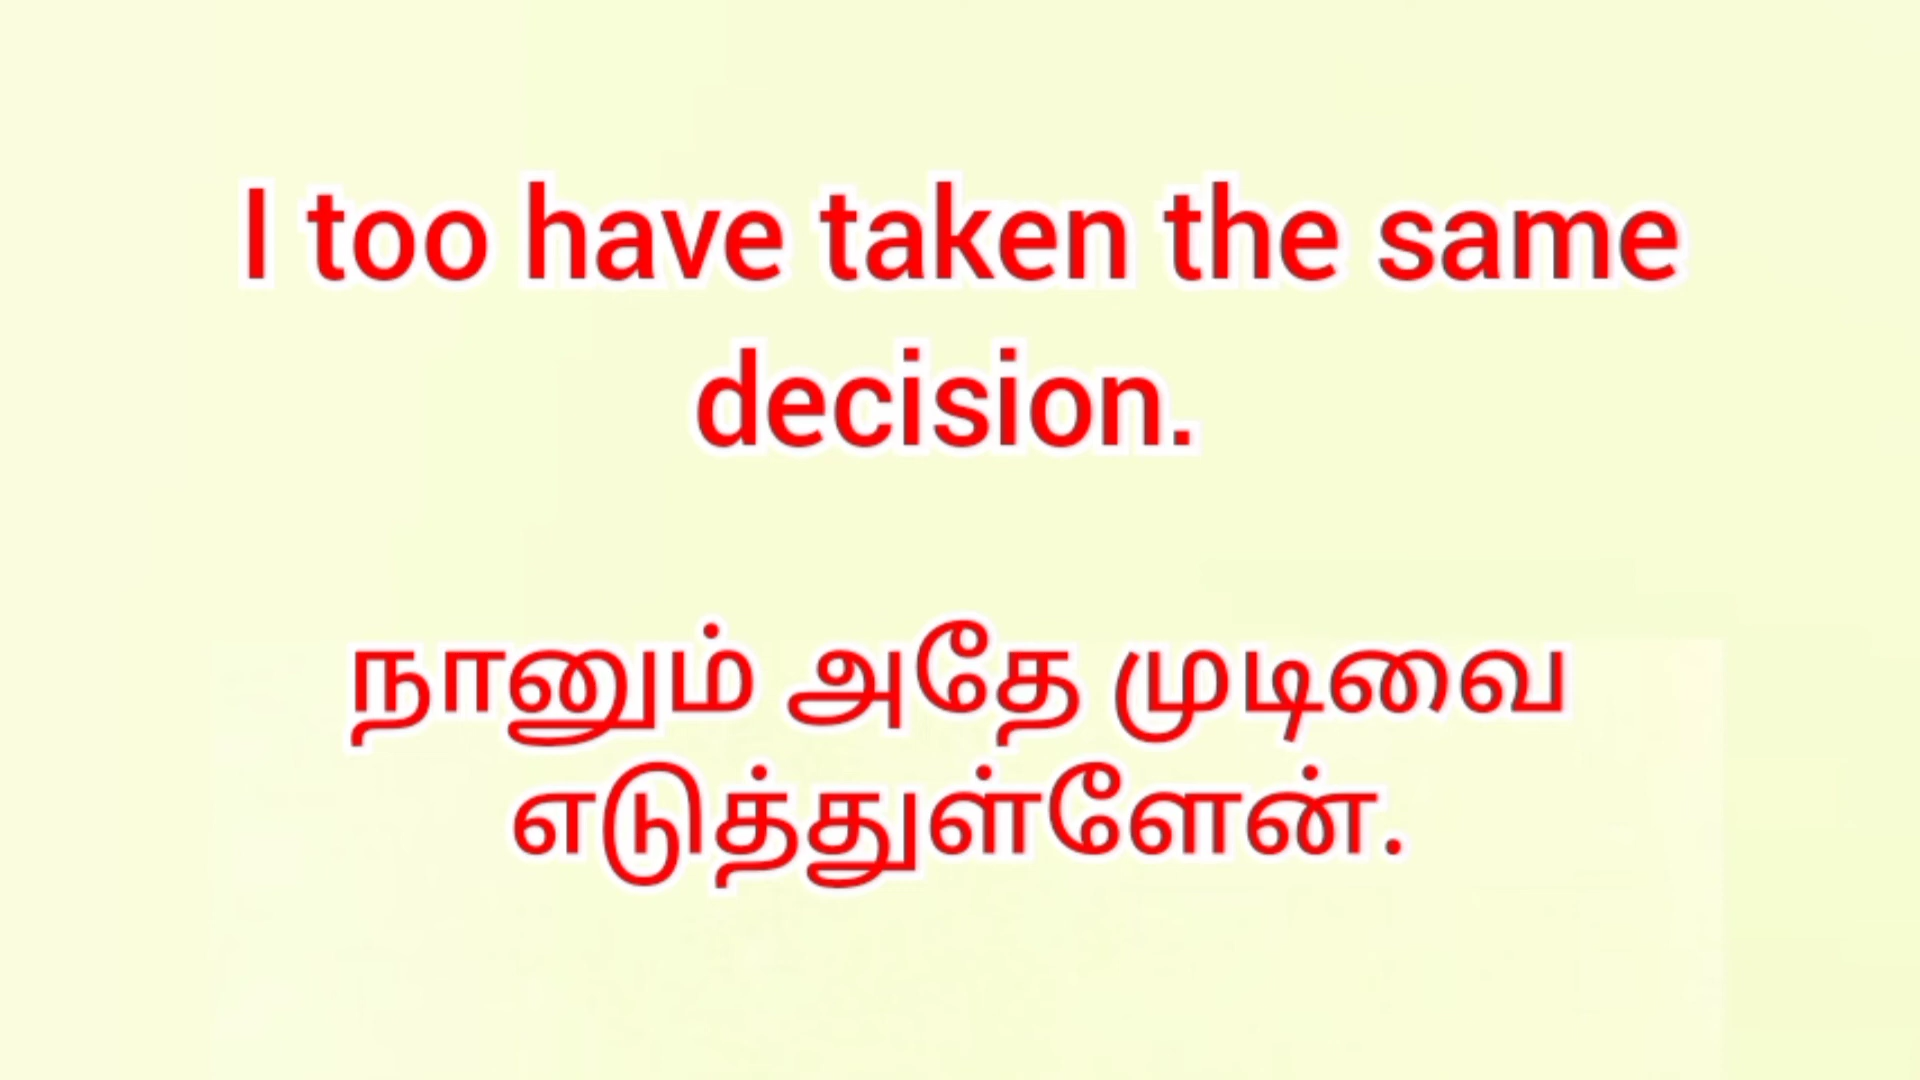 I too have taken the same
decision.
நானும் அதே முடிவை
எடுத்துள்ளேன்.